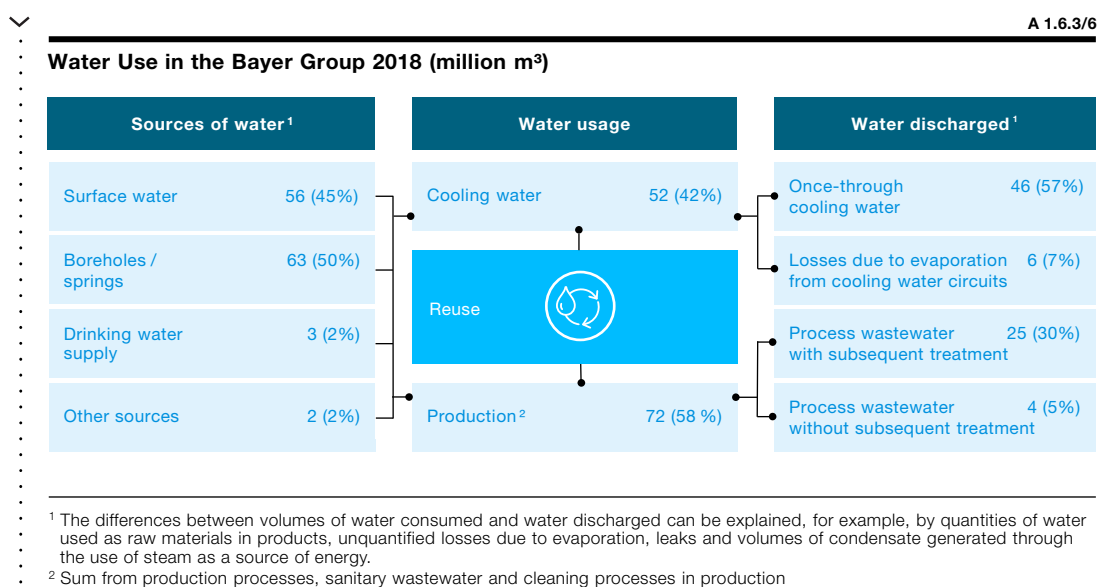 A 1.6.3/6
Water Use in the Bayer Group 2018 (million m³)
Sources of water ¹
Surface water 56 (45%)
Boreholes / 63 (50%)
springs
Drinking water 3 (2%)
supply
Other sources 2 (2%)
Water usage
Cooling water 52 (42%)
Reuse
Production ² 72 (58 %)
Water discharged ¹
Once-through 46 (57%)
cooling water
Losses due to evaporation 6 (7%)
from cooling water circuits
Process wastewater 25 (30%)
with subsequent treatment
Process wastewater 4 (5%)
without subsequent treatment
¹ The differences between volumes of water consumed and water discharged can be explained, for example, by quantities of water
used as raw materials in products, unquantified losses due to evaporation, leaks and volumes of condensate generated through
the use of steam as a source of energy.
² Sum from production processes, sanitary wastewater and cleaning processes in production